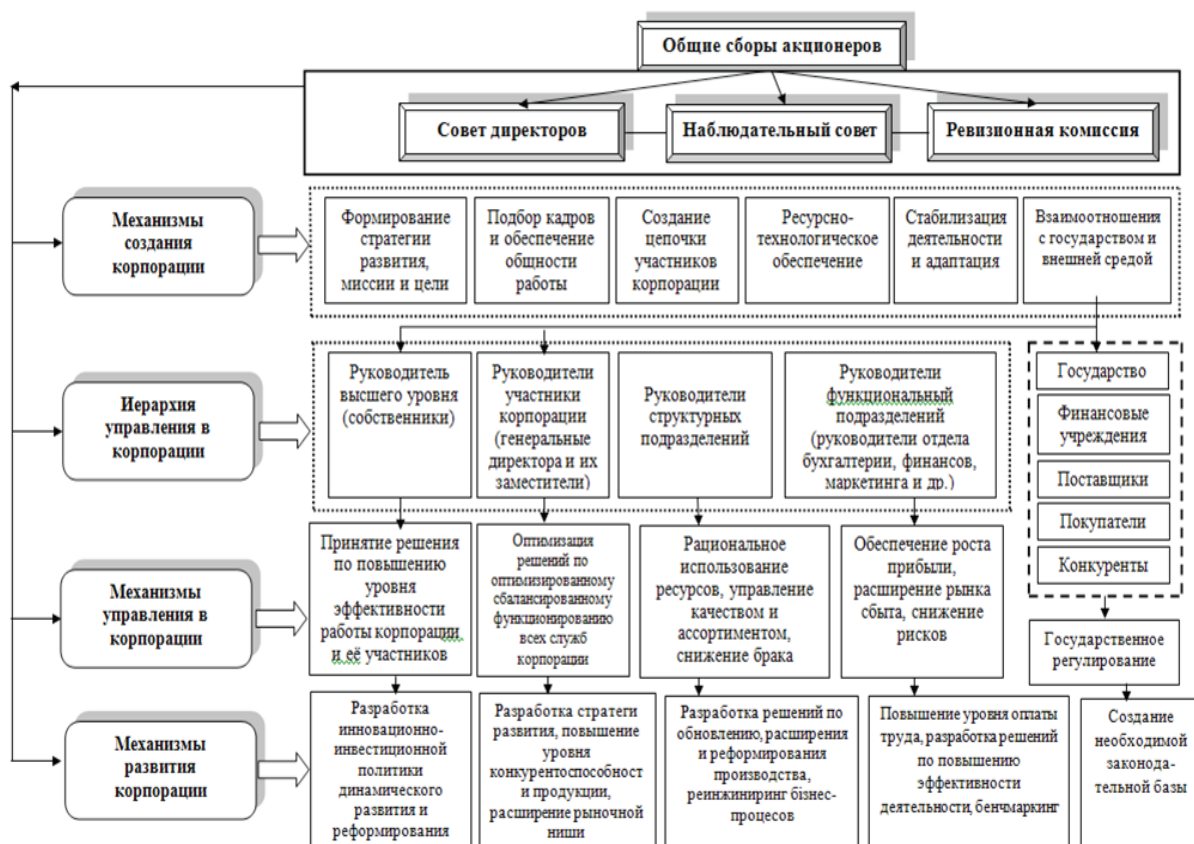 Общие сборы акционеров
Совет директоров
Наблюдательный совет
Ревизионная комиссия
Механизмы
создания
корпорации
Формирование
стратегии
развития,
миссии и цели
Подбор кадров
и обеспечение
общности
работы
Создание
цепочки
участников
корпорации
Ресурсно-
технологическое
обеспечение
Стабилизация
деятельности
и адаптация
Взаимоотношения
с государством и
внешней средой
Иерархия
управления в
корпорации
Руководитель
высшего уровня
(собственники)
Руководители
участники
корпорации
(генеральные
директора и их
заместители)
Руководители
структурных
подразделений
Руководители
функциональный
подразделений
(руководители отдела
бухгалтерии, финансов,
маркетинга и др.)
Государство
Финансовые
учреждения
Поставщики
Покупатели
Конкуренты
Механизмы
управления в
корпорации
Принятие решения
по повышению
уровня
эффективности
работы корпорации
и её участников
Оптимизация
решений по
оптимизированному
сбалансированному
функционированию
всех служб
корпорации
Рациональное
использование
ресурсов, управление
качеством и
ассортиментом,
снижение брака
Обеспечение роста
прибыли,
расширение рынка
сбыта, снижение
рисков
Государственное
регулирование
Механизмы
развития
корпорации
Разработка
инновационно-
инвестиционной
политики
динамического
развития и
реформирования
Разработка стратеги
развития, повышение
уровня
конкурентоспособност
и продукции,
расширение рыночной
ниши
Разработка решений по
обновлению, расширения
и реформирования
производства,
реинжиниринг бізнес-
процесов
Повышение уровня оплаты
труда, разработка решений
по повышению
эффективности
деятельности, бенчмаркинг
Создание
необходимой
законода-
тельной базы